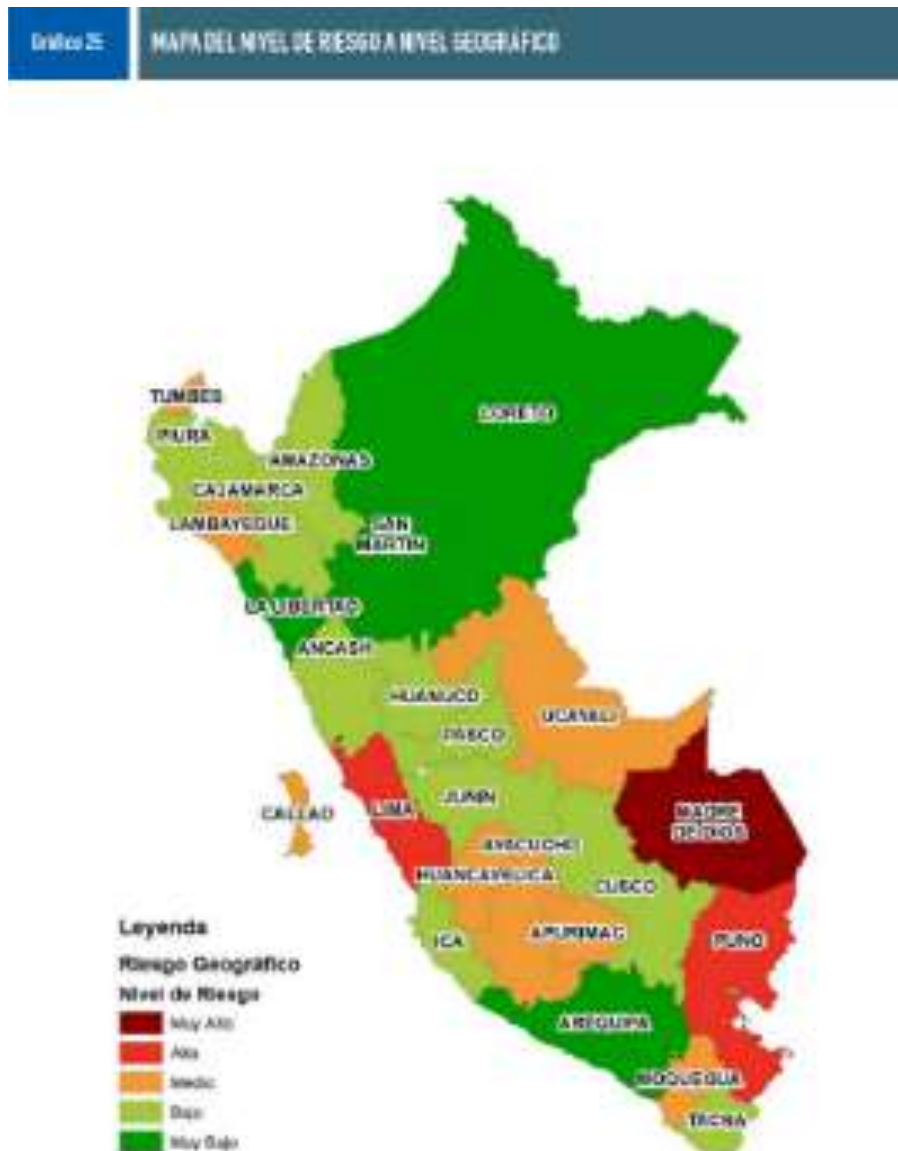 Gráfico 25
MAPA DEL NIVEL DE RIESGO A NIVEL GEOGRÁFICO
TUMBES
PIURA
LORETO
AMAZONAS
CAJAMARCA
LAMBAYEQUE
SAN
MARTIN
LA LIBERTAD
ANCASH
HUANUCO
UCAYALI
PASCO
MADRE
DE DIOS
JUNIN
CALLAO
LIMA
AYACUCHO
HUANCAVELICA
CUSCO
APURIMAC
ICA
PUNO
AREQUIPA
MOQUEGUA
TACNA
Leyenda
Riesgo Geográfico
Nivel de Riesgo
Muy Alto
Alto
Medio
Bajo
Muy Bajo